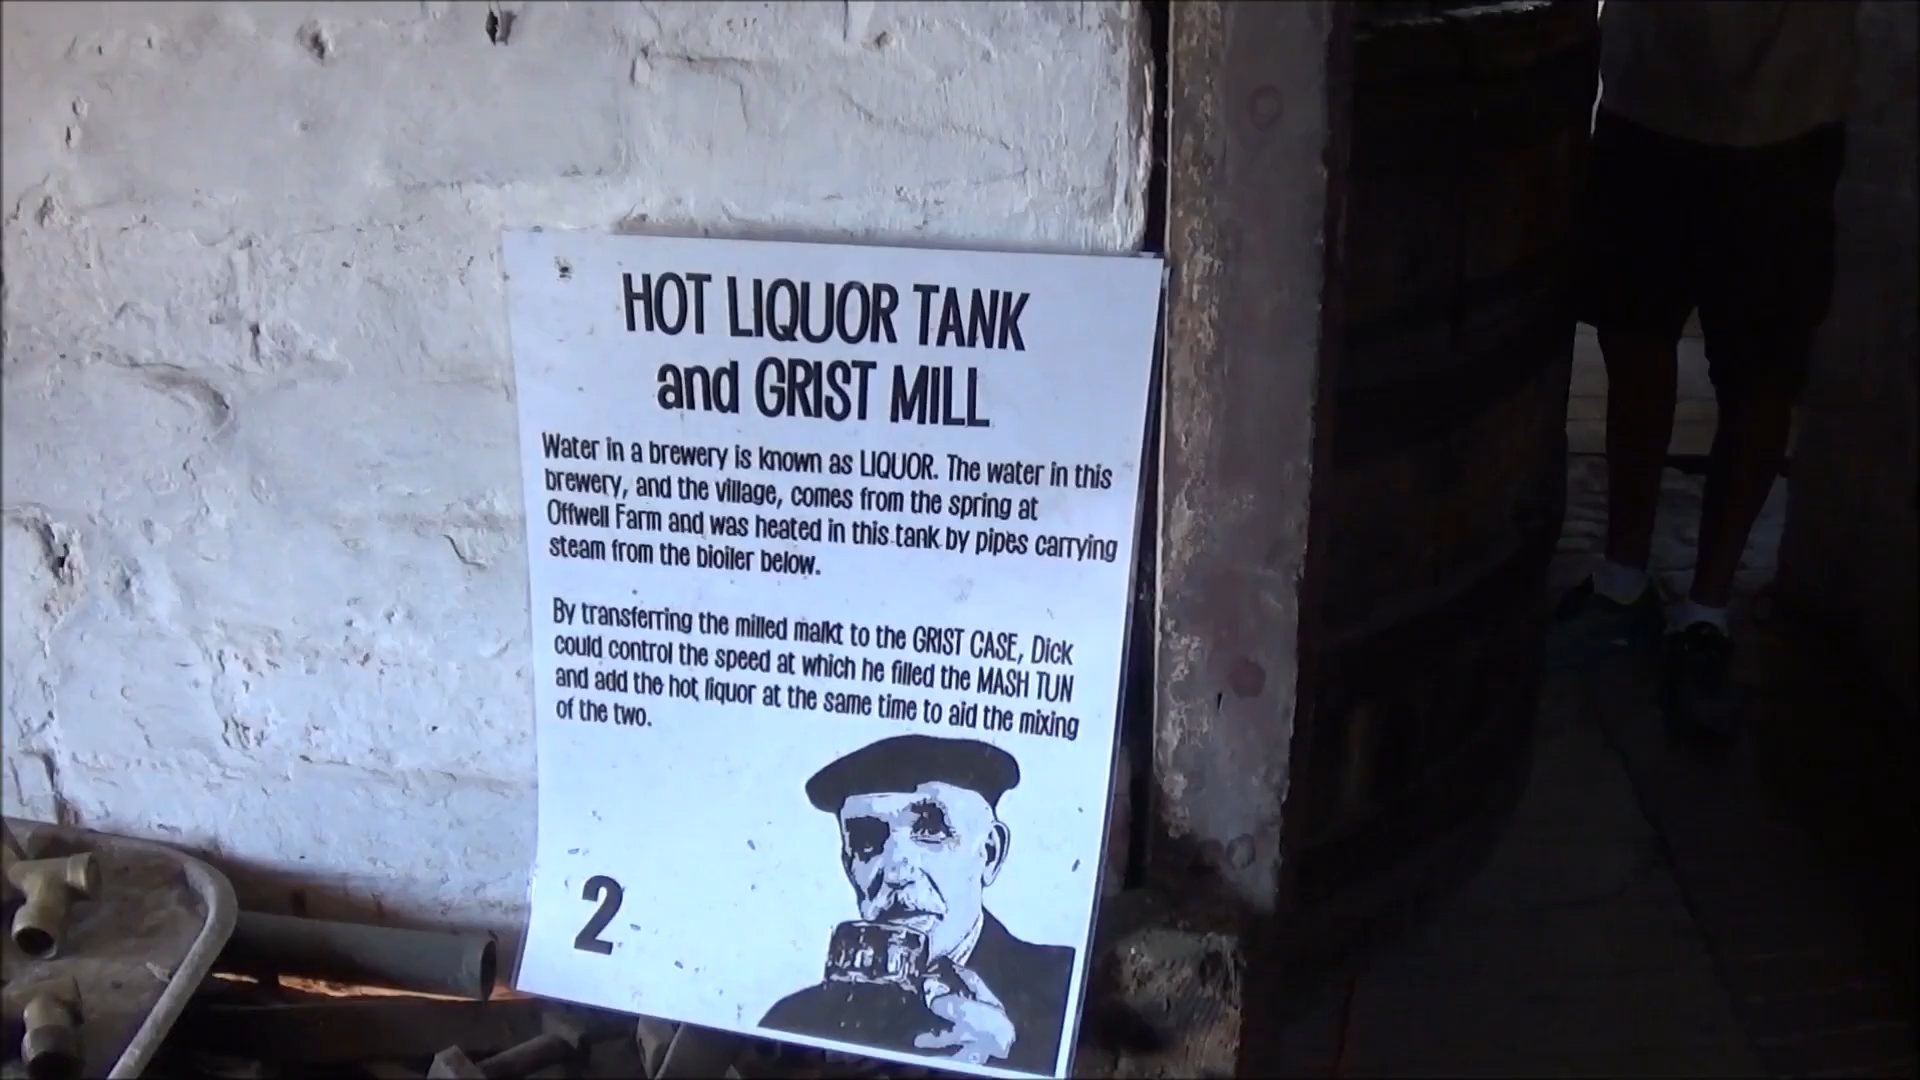 HOT LIQUOR TANK
and GRIST MILL
Water in a brewery is known as LIQUOR. The water in this
brewery, and the village, comes from the spring at
Offwell Farm and was heated in this tank by pipes carrying
steam from the bioiler below.
By transferring the milled malkt to the GRIST CASE, Dick
could control the speed at which he filled the MASH TUN
and add the hot liquor at the same time to aid the mixing
of the two.
2